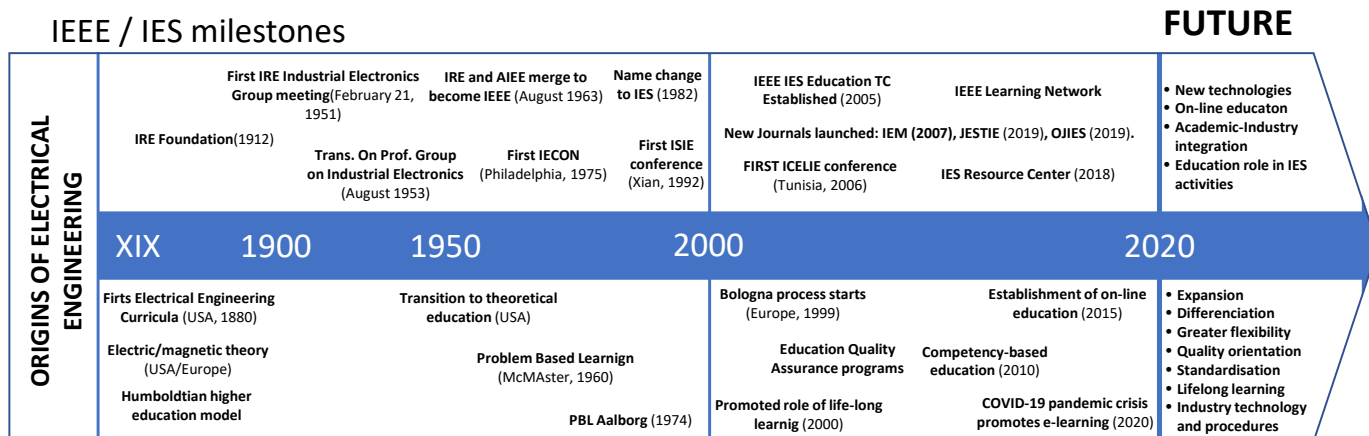 IEEE / IES milestones
FUTURE
ORIGINS OF ELECTRICAL
ENGINEERING
First IRE Industrial Electronics
Group meeting(February 21,
1951)
IRE and AIEE merge to
become IEEE (August 1963)
Name change
to IES (1982)
IRE Foundation(1912)
Trans. On Prof. Group
on Industrial Electronics
(August 1953)
First IECON
(Philadelphia, 1975)
First ISIE
conference
(Xian, 1992)
IEEE IES Education TC
Established (2005)
IEEE Learning Network
New Journals launched: IEM (2007), JESTIE (2019), OJIES (2019).
FIRST ICELIE conference
(Tunisia, 2006)
IES Resource Center (2018)
• New technologies
• On-line educaton
• Academic-Industry
integration
• Education role in IES
activities
XIX 1900 1950 2000 2020
Firts Electrical Engineering
Curricula (USA, 1880)
Electric/magnetic theory
(USA/Europe)
Humboldtian higher
education model
Transition to theoretical
education (USA)
Problem Based Learnign
(McMAster, 1960)
PBL Aalborg (1974)
Bologna process starts
(Europe, 1999)
Establishment of on-line
education (2015)
Education Quality
Assurance programs
Competency-based
education (2010)
Promoted role of life-long
learnig (2000)
COVID-19 pandemic crisis
promotes e-learning (2020)
• Expansion
• Differenciation
• Greater flexibility
• Quality orientation
• Standardisation
• Lifelong learning
• Industry technology
and procedures